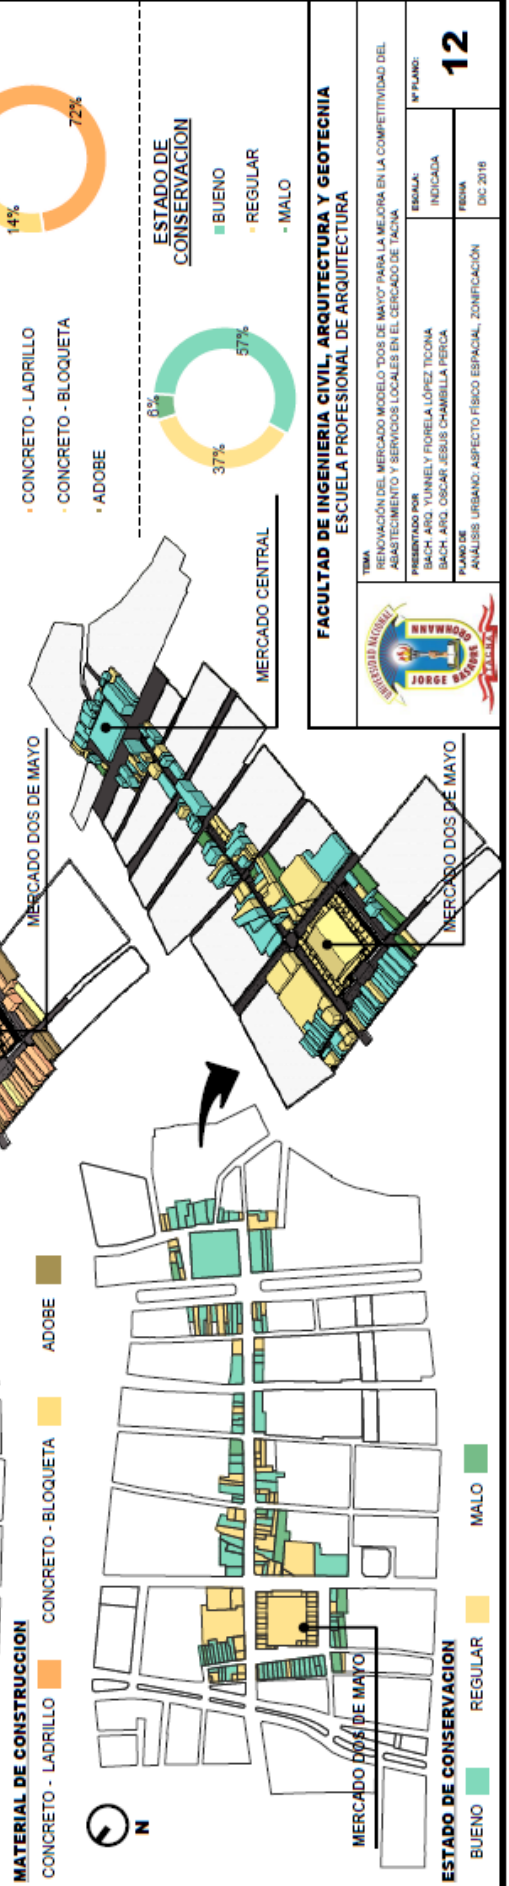 MATERIAL DE CONSTRUCCION
CONCRETO - LADRILLO
CONCRETO - BLOQUETA
ADOBE
MERCADO DOS DE MAYO
CONCRETO - LADRILLO
CONCRETO - BLOQUETA
ADOBE
14%
72%
N
MERCADO DOS DE MAYO
ESTADO DE CONSERVACION
BUENO
REGULAR
MALO
MERCADO DOS DE MAYO
MERCADO CENTRAL
6%
37%
57%
ESTADO DE
CONSERVACION
BUENO
REGULAR
MALO
FACULTAD DE INGENIERIA CIVIL, ARQUITECTURA Y GEOTECNIA
ESCUELA PROFESIONAL DE ARQUITECTURA
UNIVERSIDAD NACIONAL
JORGE BASADRE GROHMANN
TACNA
TEMA
RENOVACIÓN DEL MERCADO MODELO "DOS DE MAYO" PARA LA MEJORA EN LA COMPETITIVIDAD DEL
ABASTECIMIENTO Y SERVICIOS LOCALES EN EL CERCADO DE TACNA
PRESENTADO POR
BACH. ARQ. YUNNELY FIORELA LÓPEZ TICONA
BACH. ARQ. OSCAR JESUS CHAMBILLA PERCA
ESCALA:
INDICADA
N° PLANO:
12
PLANO DE
ANÁLISIS URBANO: ASPECTO FÍSICO ESPACIAL, ZONIFICACIÓN
FECHA
DIC 2016